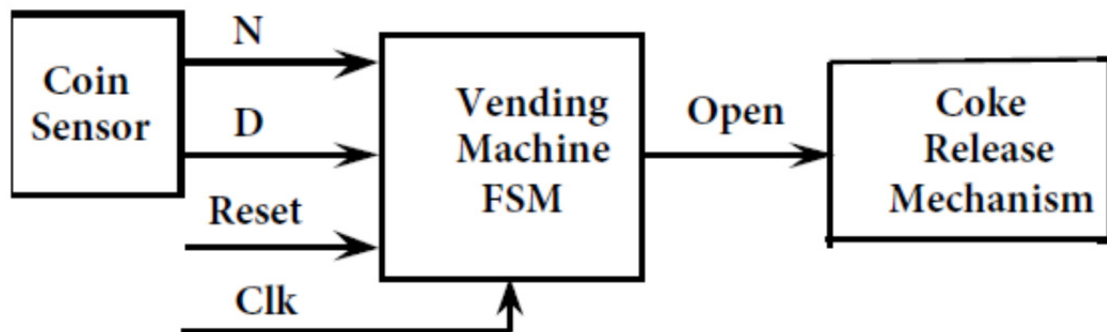 N
Coin
Sensor
D
Reset
Clk
Vending
Machine
FSM
Open
Coke
Release
Mechanism